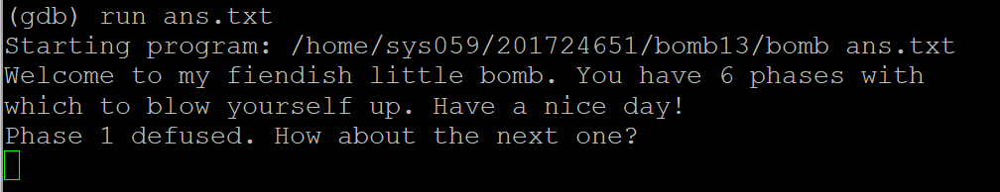 (gdb) run ans.txt
Starting program: /home/sys059/201724651/bomb13/bomb ans.txt
Welcome to my fiendish little bomb. You have 6 phases with
which to blow yourself up. Have a nice day!
Phase 1 defused. How about the next one?